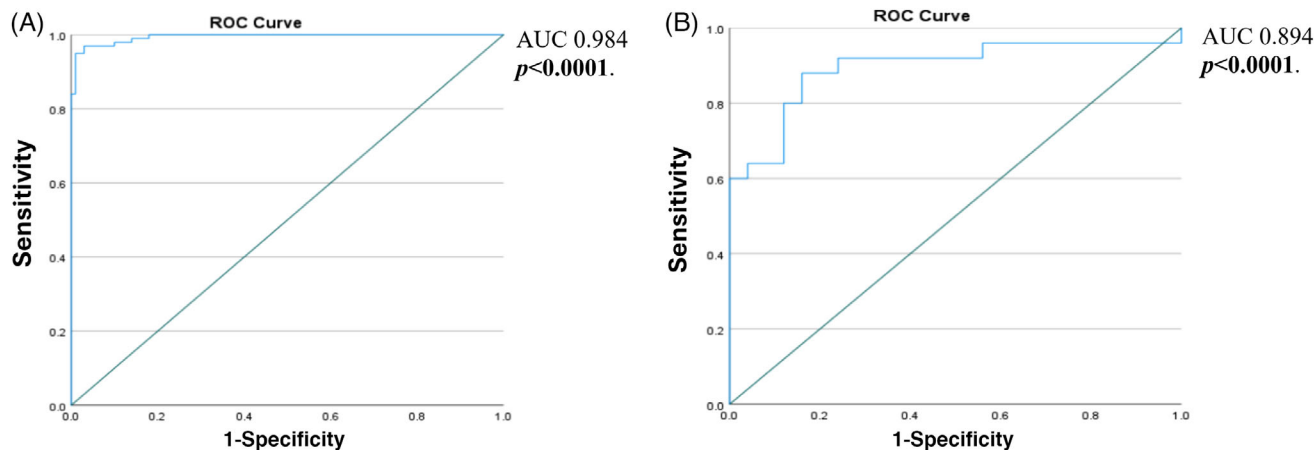 (A)
ROC Curve
AUC 0.984
p<0.0001.
1.0
0.8
0.6
0.4
0.2
0.0
Sensitivity
0.0 0.2 0.4 0.6 0.8 1.0
1-Specificity
(B)
ROC Curve
AUC 0.894
p<0.0001.
1.0
0.8
0.6
0.4
0.2
0.0
Sensitivity
0.0 0.2 0.4 0.6 0.8 1.0
1-Specificity